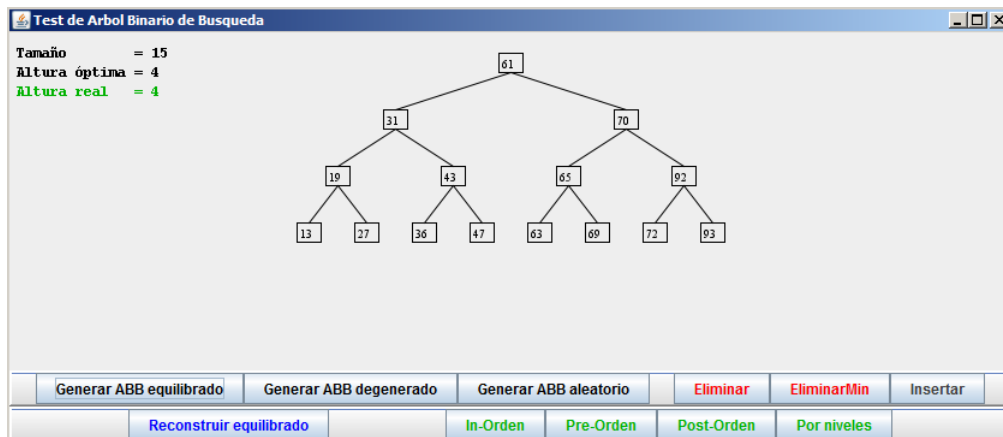 Test de Arbol Binario de Busqueda
Tamaño = 15
Altura óptima = 4
Altura real = 4
61
31 70
19 43 65 92
13 27 36 47 63 69 72 93
Generar ABB equilibrado Generar ABB degenerado Generar ABB aleatorio Eliminar EliminarMin Insertar
Reconstruir equilibrado In-Orden Pre-Orden Post-Orden Por niveles